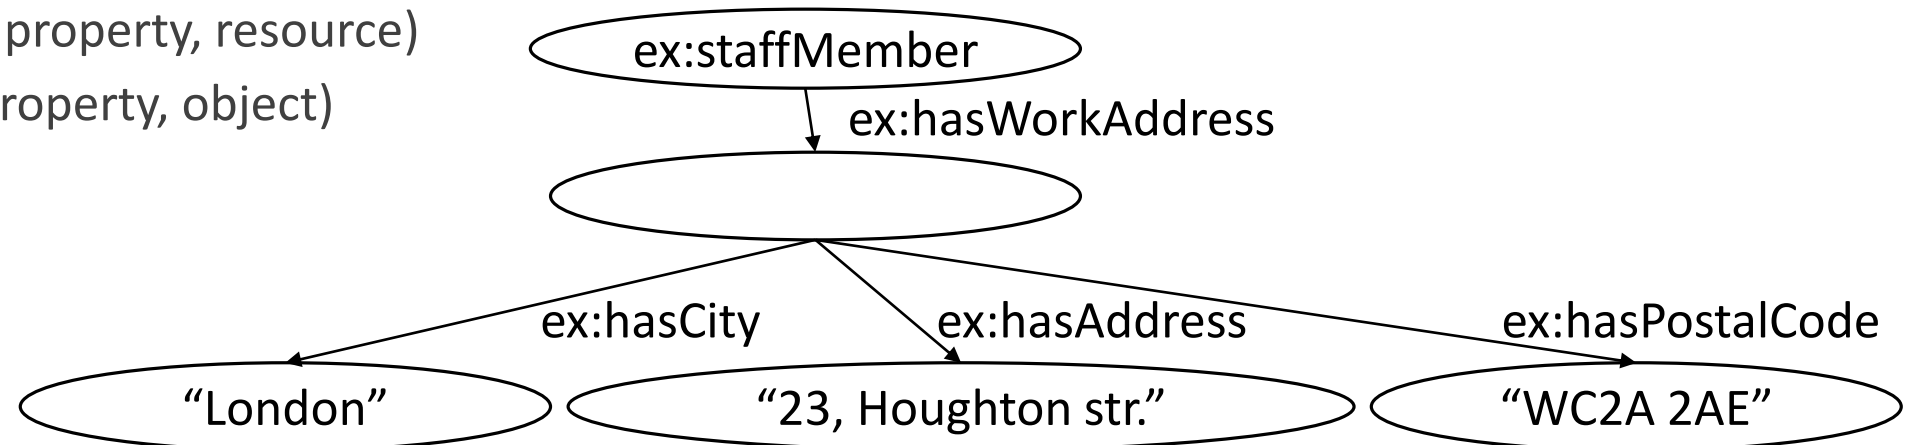 property, resource)
ex:staffMember
roperty, object)
ex:hasWorkAddress
ex:hasCity
ex:hasAddress
ex:hasPostalCode
“London”
“23, Houghton str.”
“WC2A 2AE”